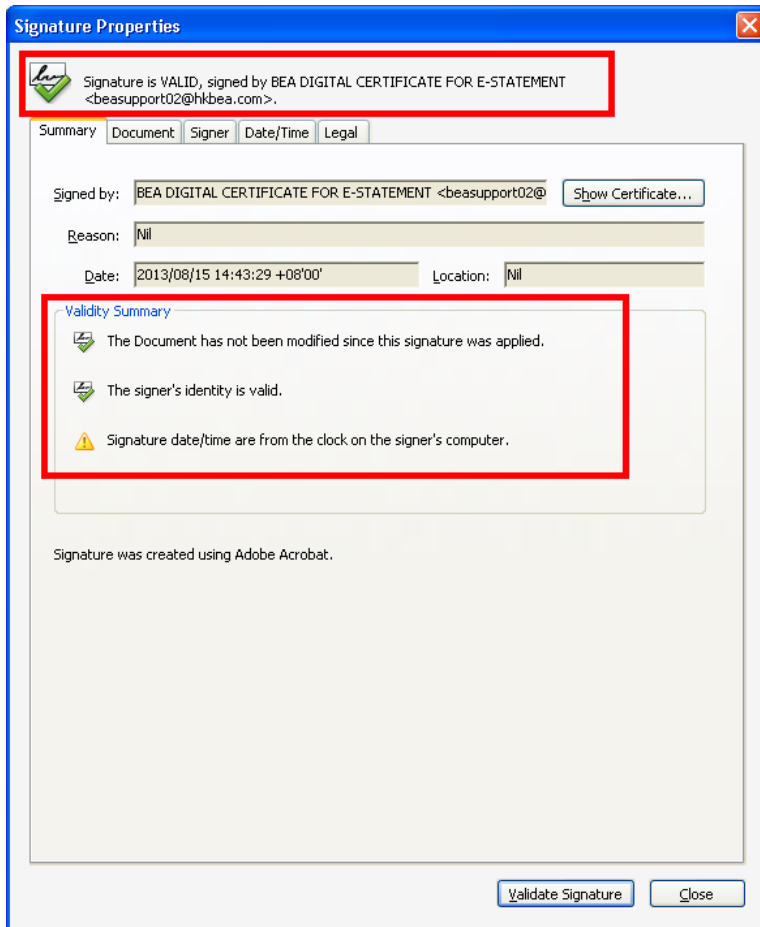 Signature Properties
Signature is VALID, signed by BEA DIGITAL CERTIFICATE FOR E-STATEMENT
<beasupport02@hkbea.com>.
Summary Document Signer Date/Time Legal
Signed by: BEA DIGITAL CERTIFICATE FOR E-STATEMENT <beasupport02@ Show Certificate...
Reason: Nil
Date: 2013/08/15 14:43:29 +08'00' Location: Nil
Validity Summary
The Document has not been modified since this signature was applied.
The signer's identity is valid.
Signature date/time are from the clock on the signer's computer.
Signature was created using Adobe Acrobat.
Validate Signature Close